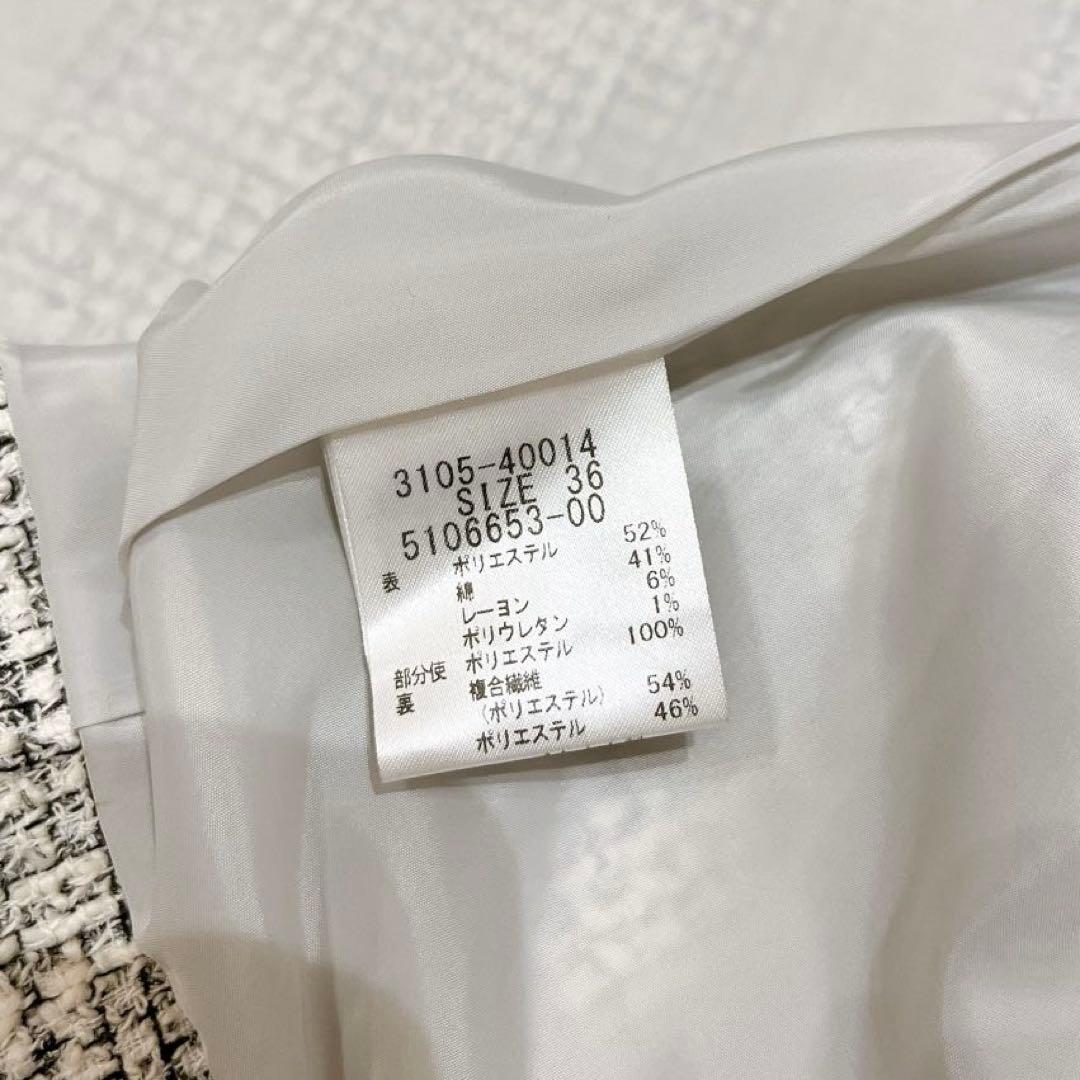 3105-40014
SIZE 36
5106653-00
表 ポリエステル 52%
綿 41%
レーヨン 6%
ポリウレタン 1%
部分使 ポリエステル 100%
裏 複合繊維
(ポリエステル) 54%
ポリエステル 46%